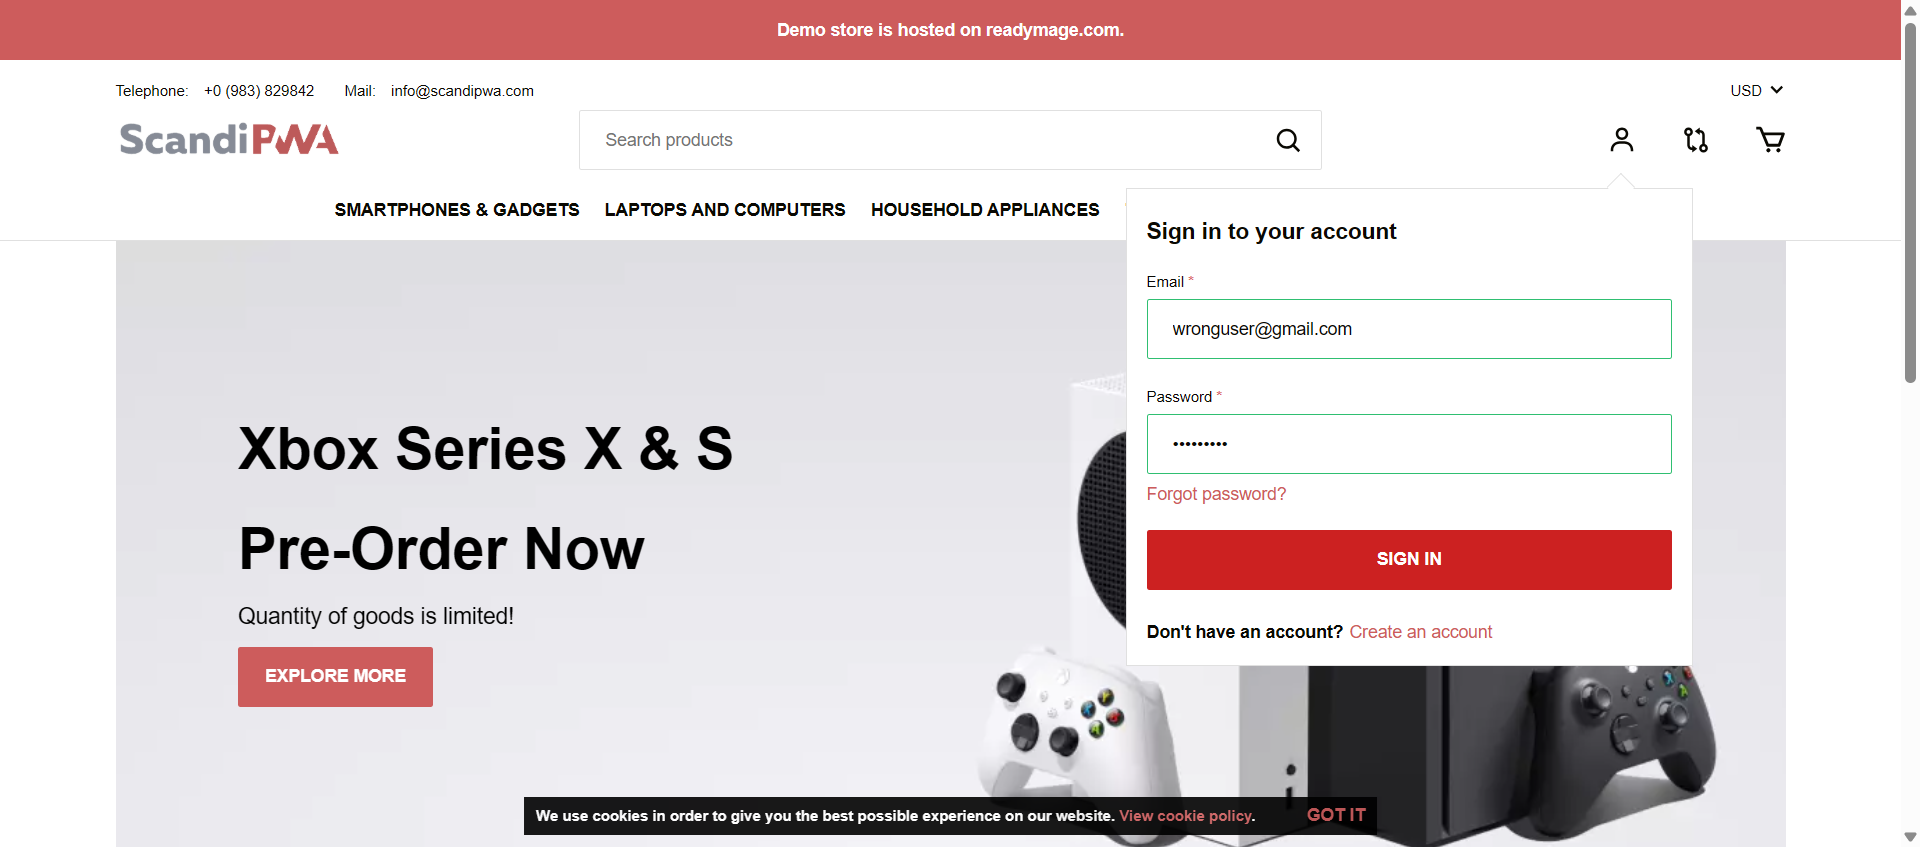 Demo store is hosted on readymage.com.
Telephone: +0 (983) 829842 Mail: info@scandipwa.com
USD
ScandiPWA
Search products
SMARTPHONES & GADGETS LAPTOPS AND COMPUTERS HOUSEHOLD APPLIANCES
Sign in to your account
Email *
wronguser@gmail.com
Password *
•••••••••
Forgot password?
SIGN IN
Don't have an account? Create an account
Xbox Series X & S
Pre-Order Now
Quantity of goods is limited!
EXPLORE MORE
Y
X
B
A
We use cookies in order to give you the best possible experience on our website. View cookie policy.
GOT IT